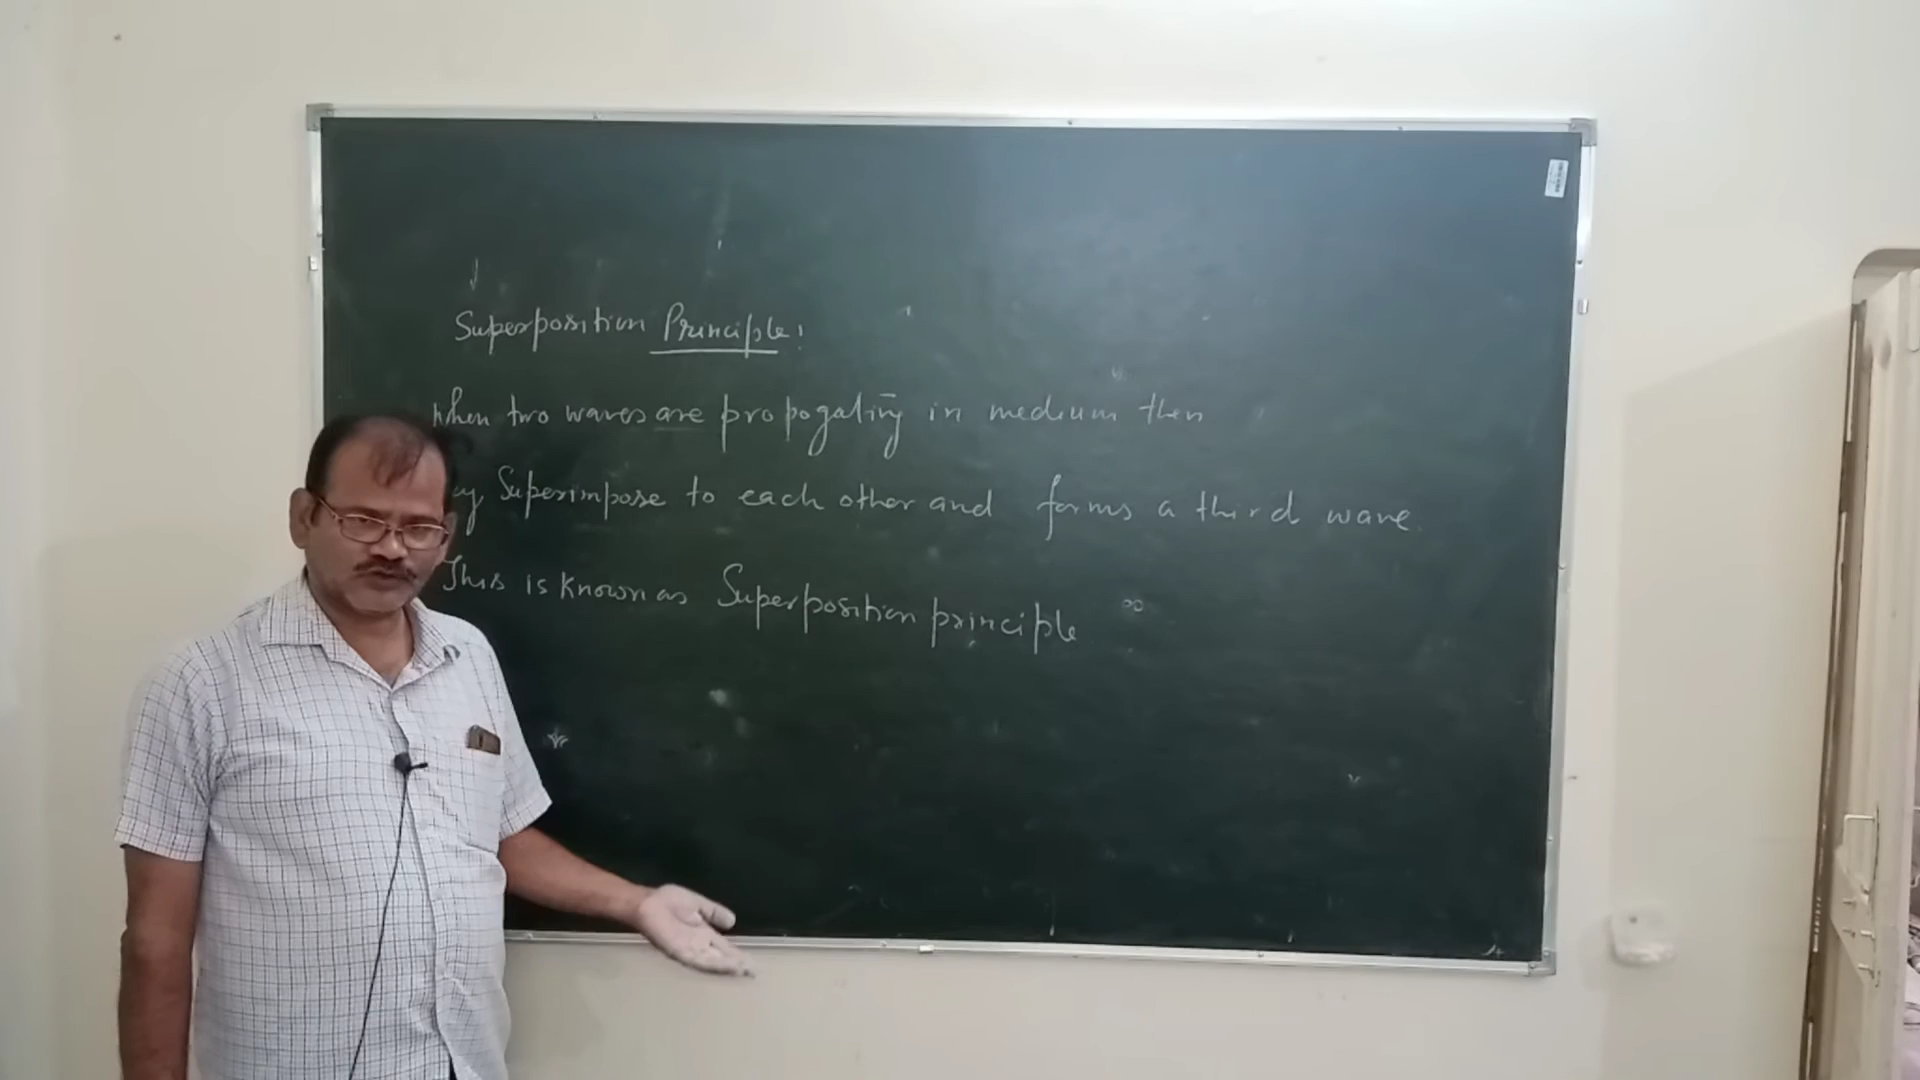 Superposition Principle:
When two waves are propogating in medium then
Superimpose to each other and forms a third wave.
This is known as Superposition principle